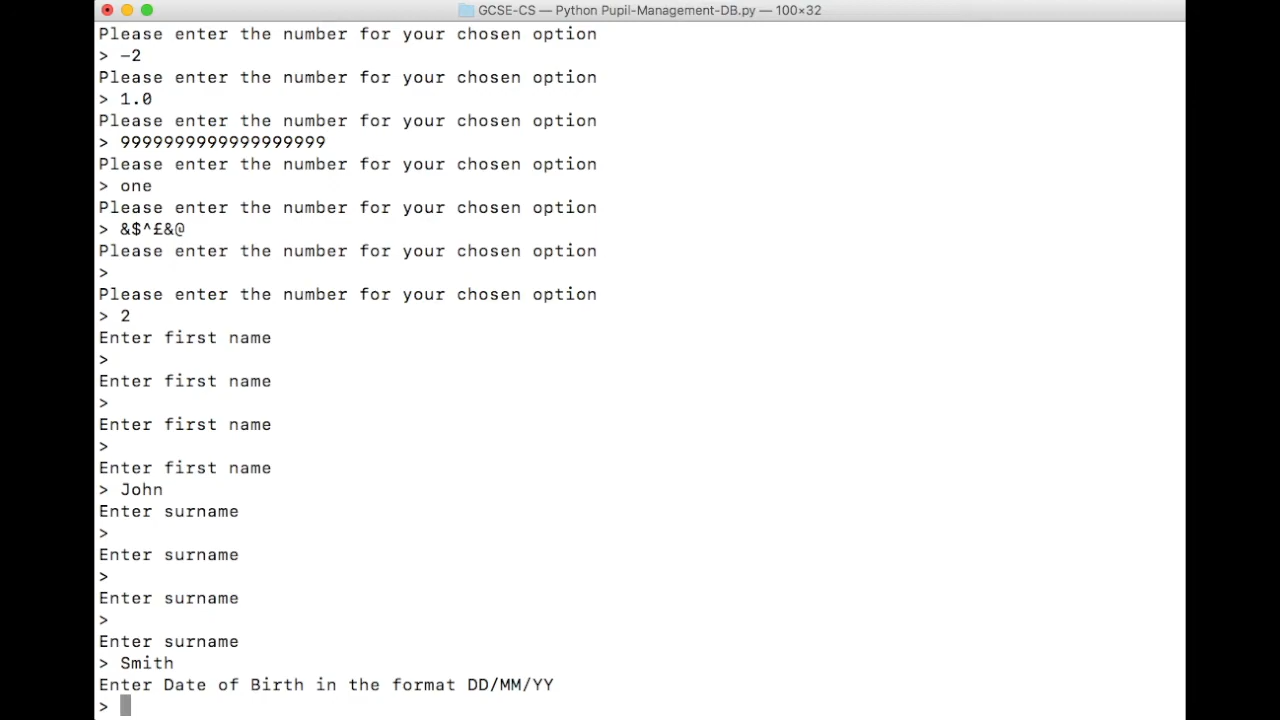 GCSE-CS — Python Pupil-Management-DB.py — 100×32
Please enter the number for your chosen option
> -2
Please enter the number for your chosen option
> 1.0
Please enter the number for your chosen option
> 9999999999999999999
Please enter the number for your chosen option
> one
Please enter the number for your chosen option
> &$^£&@
Please enter the number for your chosen option
>
Please enter the number for your chosen option
> 2
Enter first name
>
Enter first name
>
Enter first name
>
Enter first name
> John
Enter surname
>
Enter surname
>
Enter surname
>
Enter surname
> Smith
Enter Date of Birth in the format DD/MM/YY
>